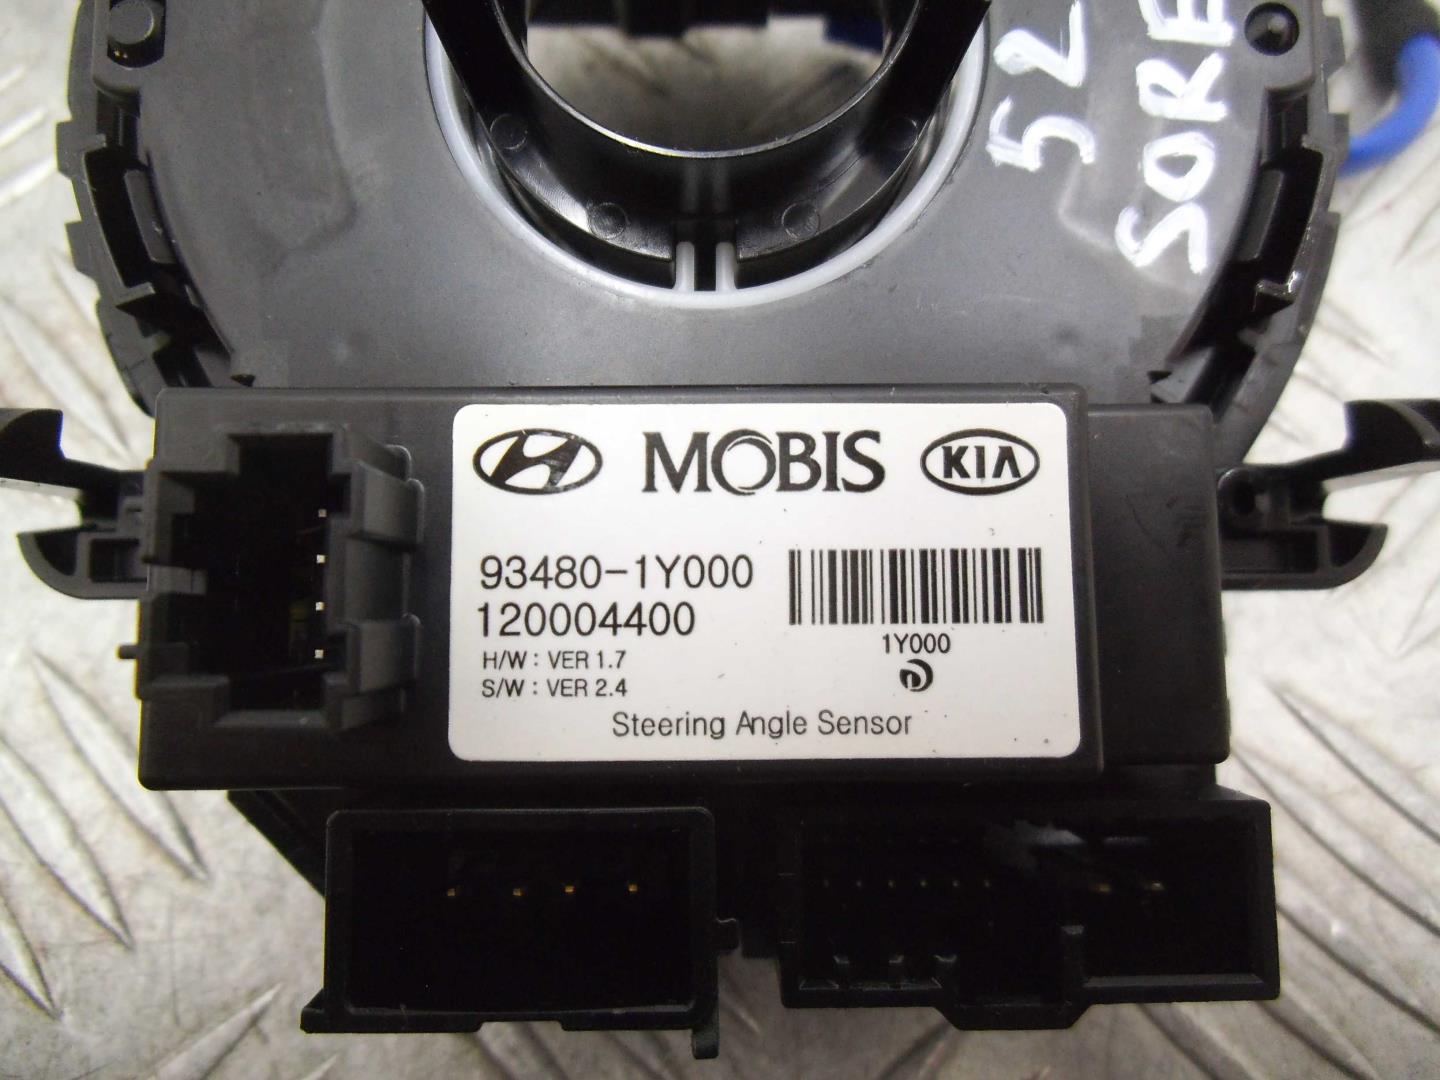 52
SORE
MOBIS KIA
93480-1Y000
120004400
1Y000
H/W : VER 1.7
S/W : VER 2.4
Steering Angle Sensor